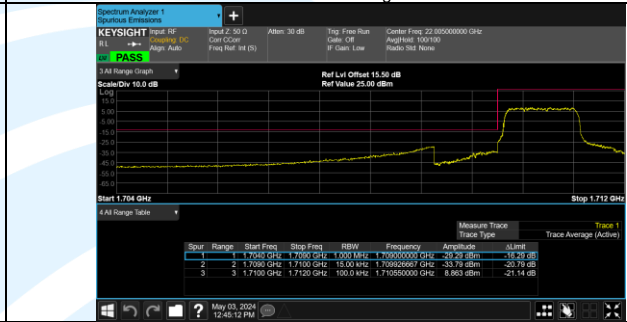 Spectrum Analyzer 1
Spurious Emissions
+
KEYSIGHT Input: RF Input Z: 50 Ω Atten: 30 dB Trig: Free Run Center Freq: 22.005000000 GHz
RL Coupling: DC Corr CCorr Gate: Off Avg|Hold: 100/100
Align: Auto Freq Ref: Int (S) IF Gain: Low Radio Std: None
PASS
3 All Range Graph
Ref Lvl Offset 15.50 dB
Scale/Div 10.0 dB Ref Value 25.00 dBm
Log
15.0
5.00
-5.00
-15.0
-25.0
-35.0
-45.0
-55.0
-65.0
Start 1.704 GHz Stop 1.712 GHz
4 All Range Table
Measure Trace Trace 1
Trace Type Trace Average (Active)
Spur Range Start Freq Stop Freq RBW Frequency Amplitude ΔLimit
1 1 1.7040 GHz 1.7090 GHz 1.000 MHz 1.709000000 GHz -29.29 dBm -16.29 dB
2 2 1.7090 GHz 1.7100 GHz 15.00 kHz 1.709926667 GHz -33.79 dBm -20.79 dB
3 3 1.7100 GHz 1.7120 GHz 100.0 kHz 1.710550000 GHz 8.863 dBm -21.14 dB
? May 03, 2024
12:45:12 PM